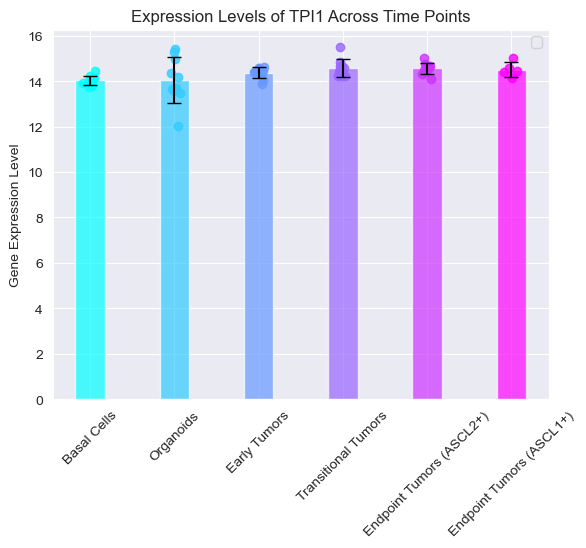 Expression Levels of TPI1 Across Time Points
Gene Expression Level
16
14
12
10
8
6
4
2
0
Basal Cells
Organoids
Early Tumors
Transitional Tumors
Endpoint Tumors (ASCL2+)
Endpoint Tumors (ASCL1+)